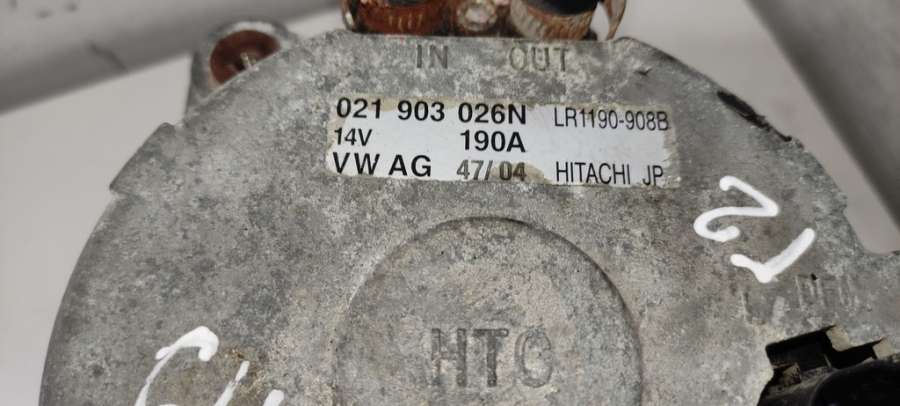 IN OUT
021 903 026N LR1190-908B
14V 190A
VW AG 47/04 HITACHI JP
21
HTC